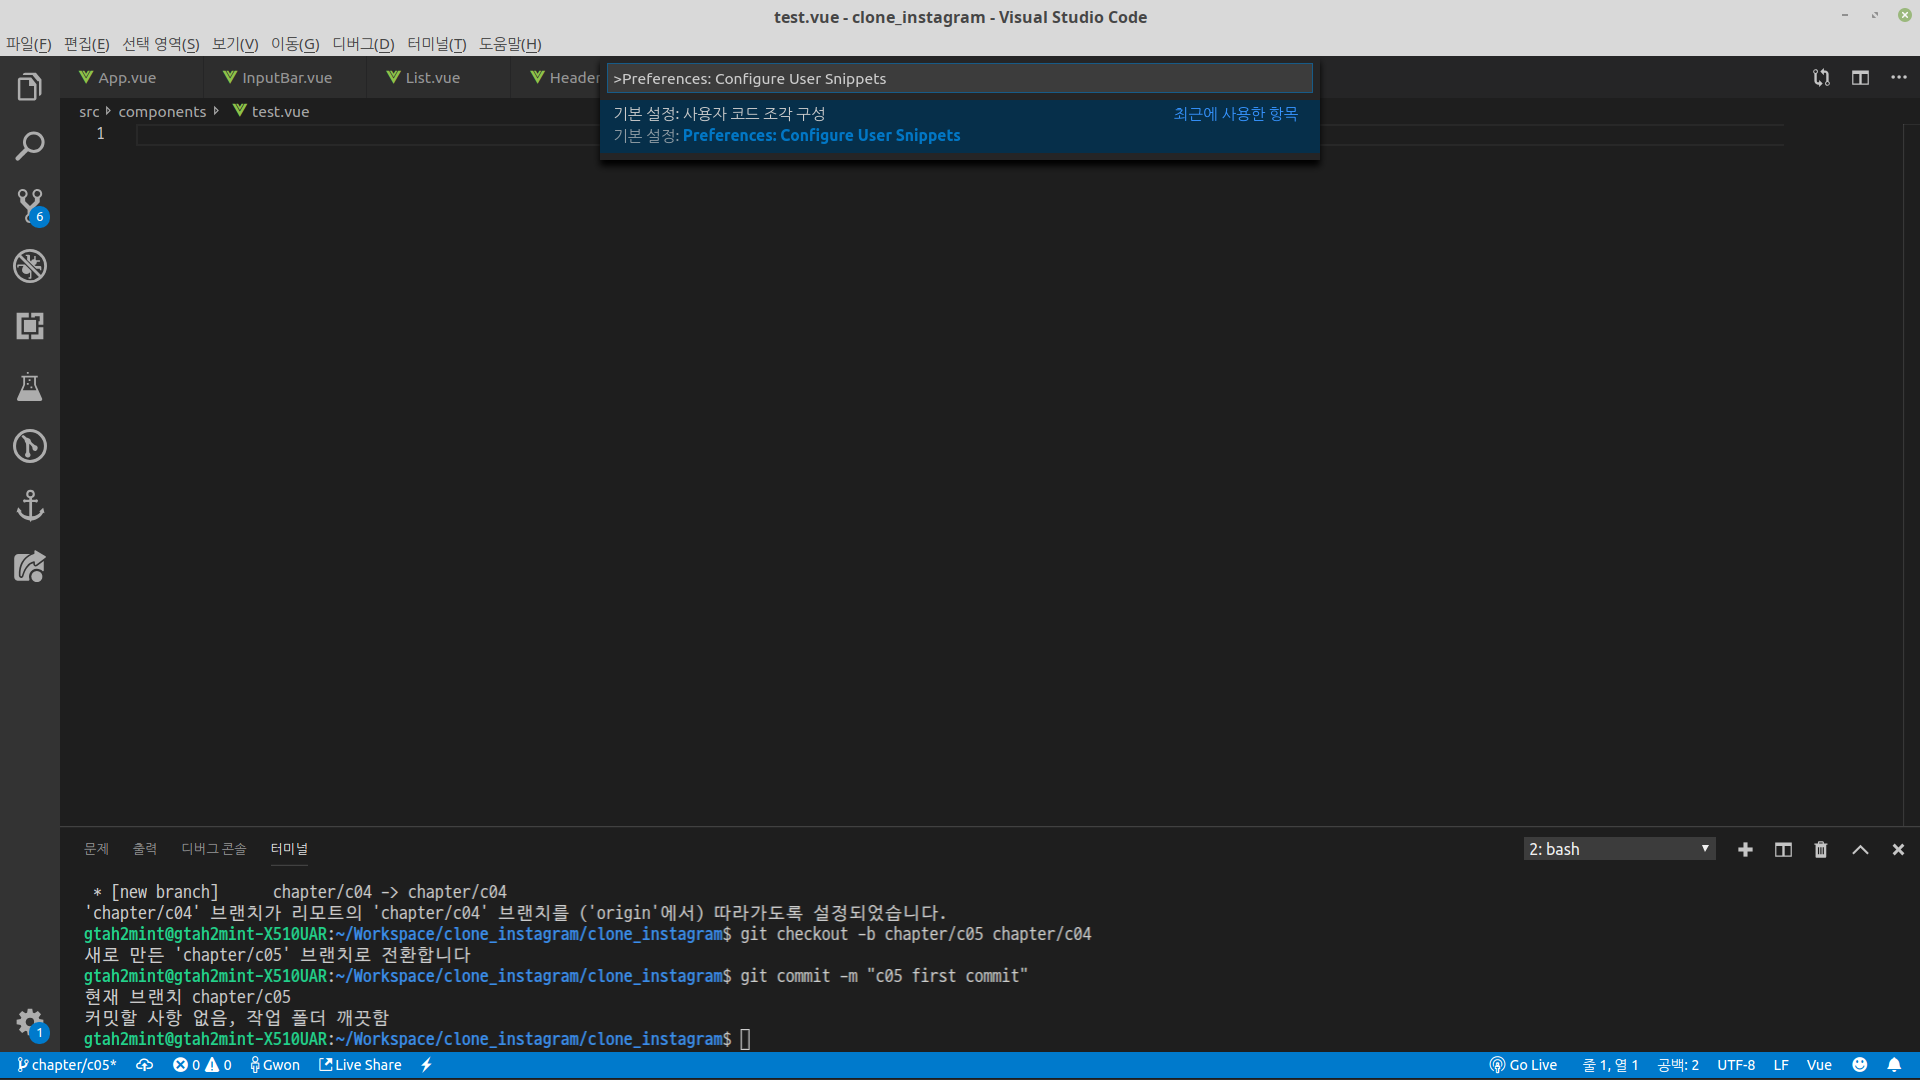 test.vue - clone_instagram - Visual Studio Code
파일(F) 편집(E) 선택 영역(S) 보기(V) 이동(G) 디버그(D) 터미널(T) 도움말(H)
App.vue InputBar.vue List.vue Header
>Preferences: Configure User Snippets
src components test.vue
기본 설정: 사용자 코드 조각 구성 최근에 사용한 항목
기본 설정: Preferences: Configure User Snippets
1
6
문제 출력 디버그 콘솔 터미널 2: bash
* [new branch] chapter/c04 -> chapter/c04
'chapter/c04' 브랜치가 리모트의 'chapter/c04' 브랜치를 ('origin'에서) 따라가도록 설정되었습니다.
gtah2mint@gtah2mint-X510UAR:~/Workspace/clone_instagram/clone_instagram$ git checkout -b chapter/c05 chapter/c04
새로 만든 'chapter/c05' 브랜치로 전환합니다
gtah2mint@gtah2mint-X510UAR:~/Workspace/clone_instagram/clone_instagram$ git commit -m "c05 first commit"
현재 브랜치 chapter/c05
커밋할 사항 없음, 작업 폴더 깨끗함
gtah2mint@gtah2mint-X510UAR:~/Workspace/clone_instagram/clone_instagram$
1
chapter/c05* 0 0 Gwon Live Share Go Live 줄 1, 열 1 공백: 2 UTF-8 LF Vue